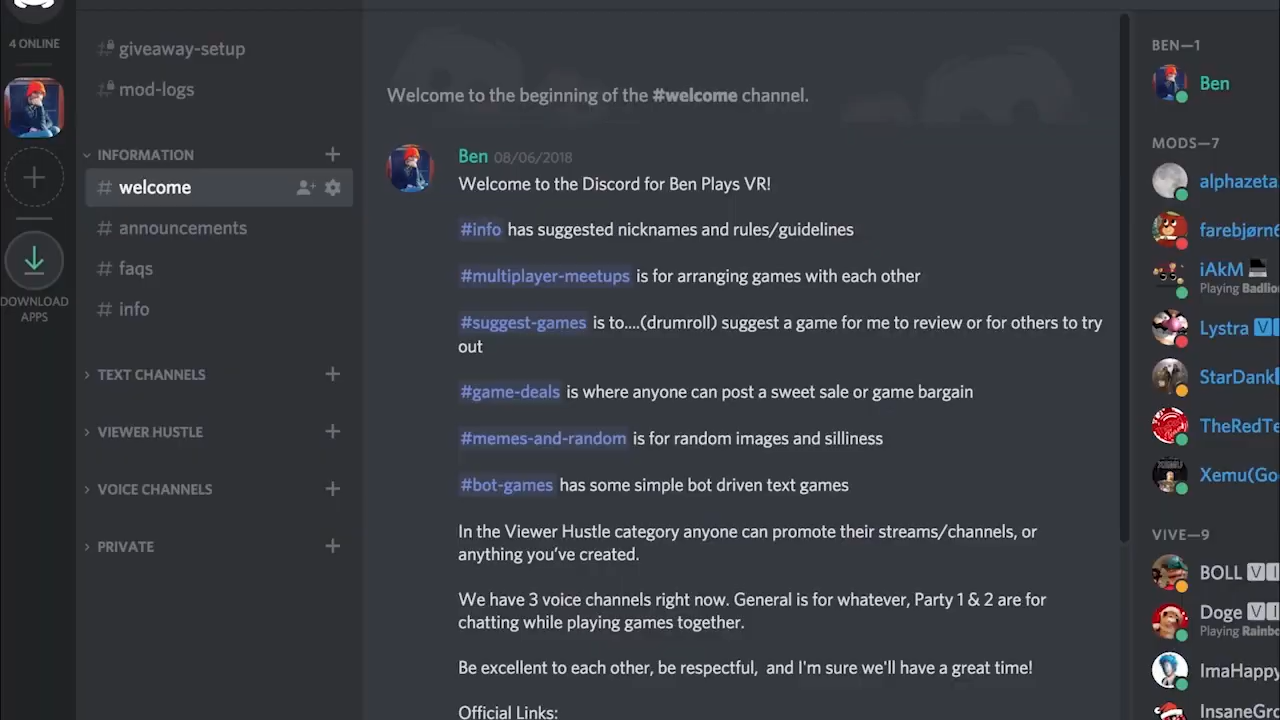 4 ONLINE
DOWNLOAD
APPS
giveaway-setup
mod-logs
INFORMATION
# welcome
# announcements
# faqs
# info
TEXT CHANNELS
VIEWER HUSTLE
VOICE CHANNELS
PRIVATE
Welcome to the beginning of the #welcome channel.
Ben 08/06/2018
Welcome to the Discord for Ben Plays VR!
#info has suggested nicknames and rules/guidelines
#multiplayer-meetups is for arranging games with each other
#suggest-games is to....(drumroll) suggest a game for me to review or for others to try
out
#game-deals is where anyone can post a sweet sale or game bargain
#memes-and-random is for random images and silliness
#bot-games has some simple bot driven text games
In the Viewer Hustle category anyone can promote their streams/channels, or
anything you've created.
We have 3 voice channels right now. General is for whatever, Party 1 & 2 are for
chatting while playing games together.
Be excellent to each other, be respectful, and I'm sure we'll have a great time!
Official Links:
BEN—1
Ben
MODS—7
alphazeta
farebjørn
iAkM
Playing Badlion
Lystra
StarDank
TheRedTe
Xemu(Go
VIVE—9
BOLL
Doge
Playing Rainbo
ImaHappy
InsaneGro